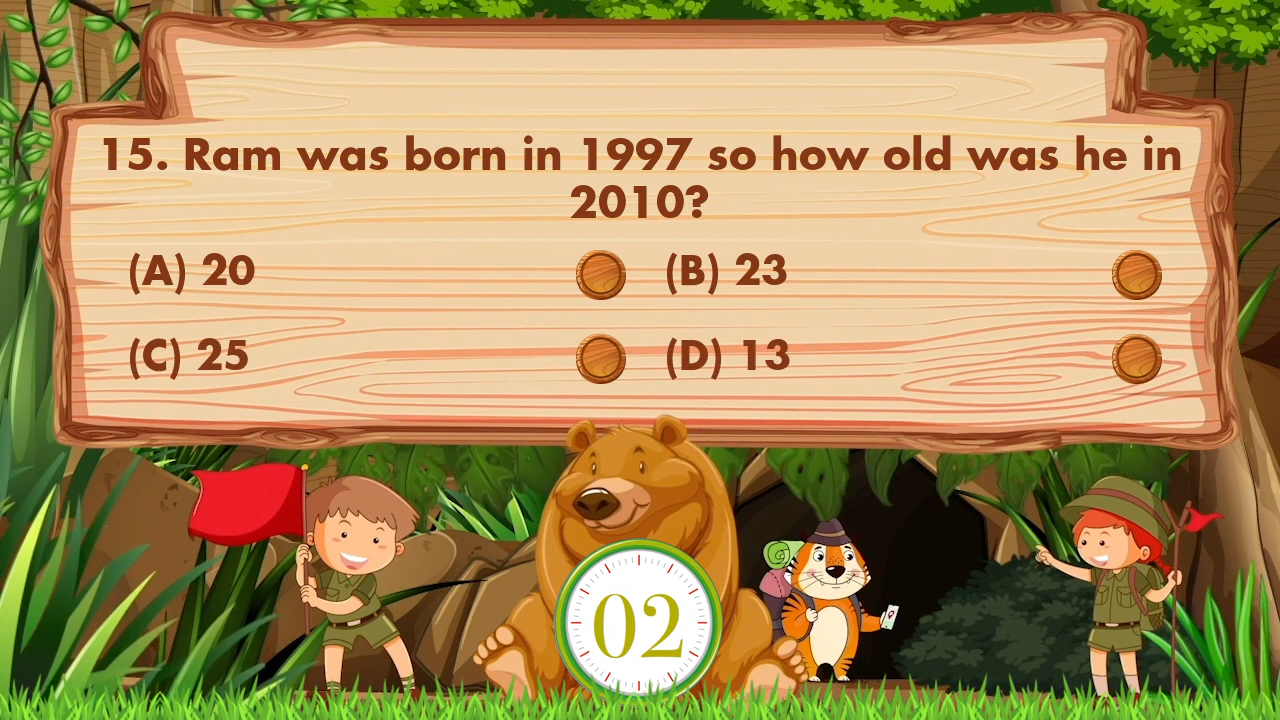 15. Ram was born in 1997 so how old was he in
2010?
(A) 20
(B) 23
(C) 25
(D) 13
02